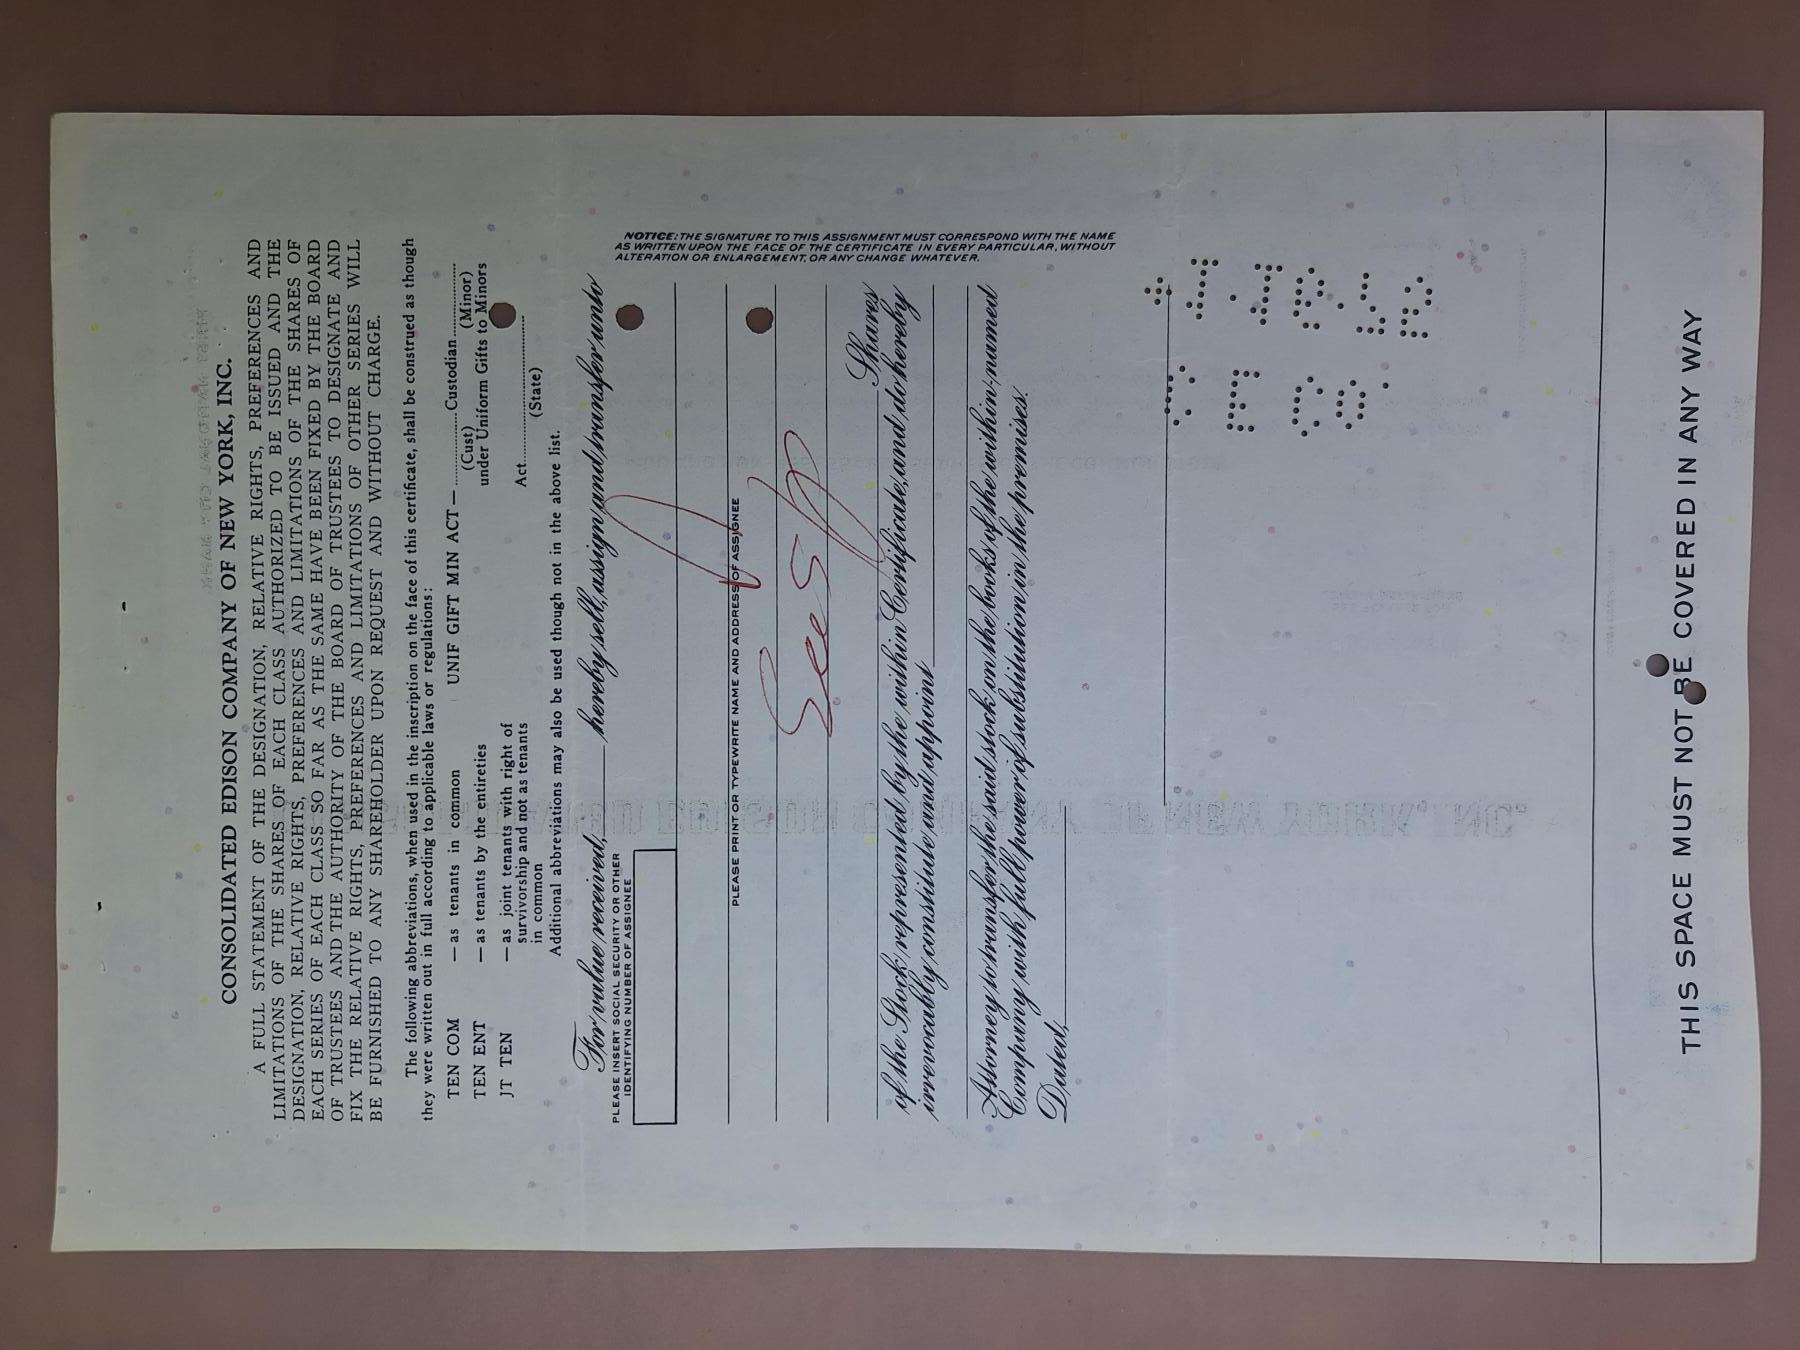 CONSOLIDATED EDISON COMPANY OF NEW YORK, INC.
A FULL STATEMENT OF THE DESIGNATION, RELATIVE RIGHTS, PREFERENCES AND
LIMITATIONS OF THE SHARES OF EACH CLASS AUTHORIZED TO BE ISSUED AND THE
DESIGNATION, RELATIVE RIGHTS, PREFERENCES AND LIMITATIONS OF THE SHARES OF
EACH SERIES OF EACH CLASS SO FAR AS THE SAME HAVE BEEN FIXED BY THE BOARD
OF TRUSTEES AND THE AUTHORITY OF THE BOARD OF TRUSTEES TO DESIGNATE AND
FIX THE RELATIVE RIGHTS, PREFERENCES AND LIMITATIONS OF OTHER SERIES WILL
BE FURNISHED TO ANY SHAREHOLDER UPON REQUEST AND WITHOUT CHARGE.
The following abbreviations, when used in the inscription on the face of this certificate, shall be construed as though
they were written out in full according to applicable laws or regulations:
TEN COM — as tenants in common UNIF GIFT MIN ACT — ..............Custodian..............
(Cust) (Minor)
TEN ENT — as tenants by the entireties under Uniform Gifts to Minors
JT TEN — as joint tenants with right of Act..............................
survivorship and not as tenants (State)
in common
Additional abbreviations may also be used though not in the above list.
For value received, hereby sell, assign and transfer unto
PLEASE INSERT SOCIAL SECURITY OR OTHER
IDENTIFYING NUMBER OF ASSIGNEE
PLEASE PRINT OR TYPEWRITE NAME AND ADDRESS OF ASSIGNEE
Shares
of the Stock represented by the within Certificate, and do hereby
irrevocably constitute and appoint
Attorney to transfer the said stock on the books of the within-named
Company with full power of substitution in the premises.
Dated,
NOTICE: THE SIGNATURE TO THIS ASSIGNMENT MUST CORRESPOND WITH THE NAME
AS WRITTEN UPON THE FACE OF THE CERTIFICATE IN EVERY PARTICULAR, WITHOUT
ALTERATION OR ENLARGEMENT, OR ANY CHANGE WHATEVER.
THIS SPACE MUST NOT BE COVERED IN ANY WAY